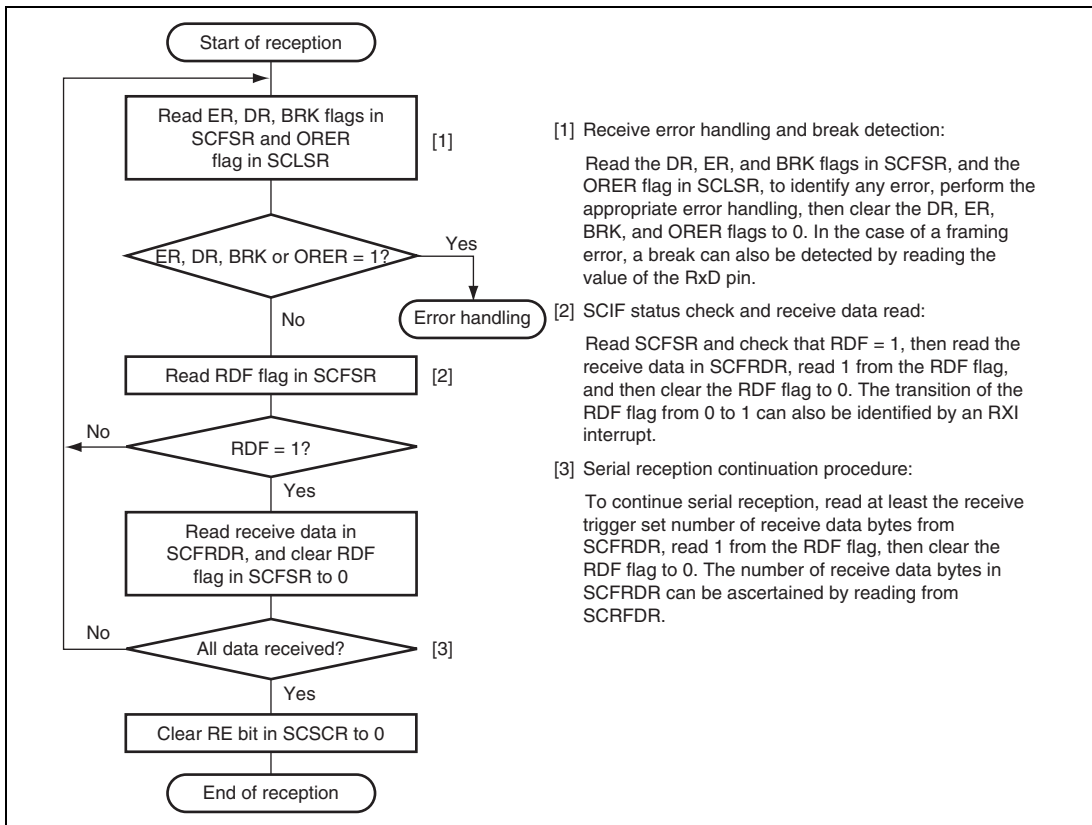 Start of reception
Read ER, DR, BRK flags in
SCFSR and ORER
flag in SCLSR
[1]
ER, DR, BRK or ORER = 1?
Yes
Error handling
No
Read RDF flag in SCFSR
[2]
No
RDF = 1?
Yes
Read receive data in
SCFRDR, and clear RDF
flag in SCFSR to 0
No
All data received?
[3]
Yes
Clear RE bit in SCSCR to 0
End of reception
[1] Receive error handling and break detection:
Read the DR, ER, and BRK flags in SCFSR, and the
ORER flag in SCLSR, to identify any error, perform the
appropriate error handling, then clear the DR, ER,
BRK, and ORER flags to 0. In the case of a framing
error, a break can also be detected by reading the
value of the RxD pin.
[2] SCIF status check and receive data read:
Read SCFSR and check that RDF = 1, then read the
receive data in SCFRDR, read 1 from the RDF flag,
and then clear the RDF flag to 0. The transition of the
RDF flag from 0 to 1 can also be identified by an RXI
interrupt.
[3] Serial reception continuation procedure:
To continue serial reception, read at least the receive
trigger set number of receive data bytes from
SCFRDR, read 1 from the RDF flag, then clear the
RDF flag to 0. The number of receive data bytes in
SCFRDR can be ascertained by reading from
SCRFDR.